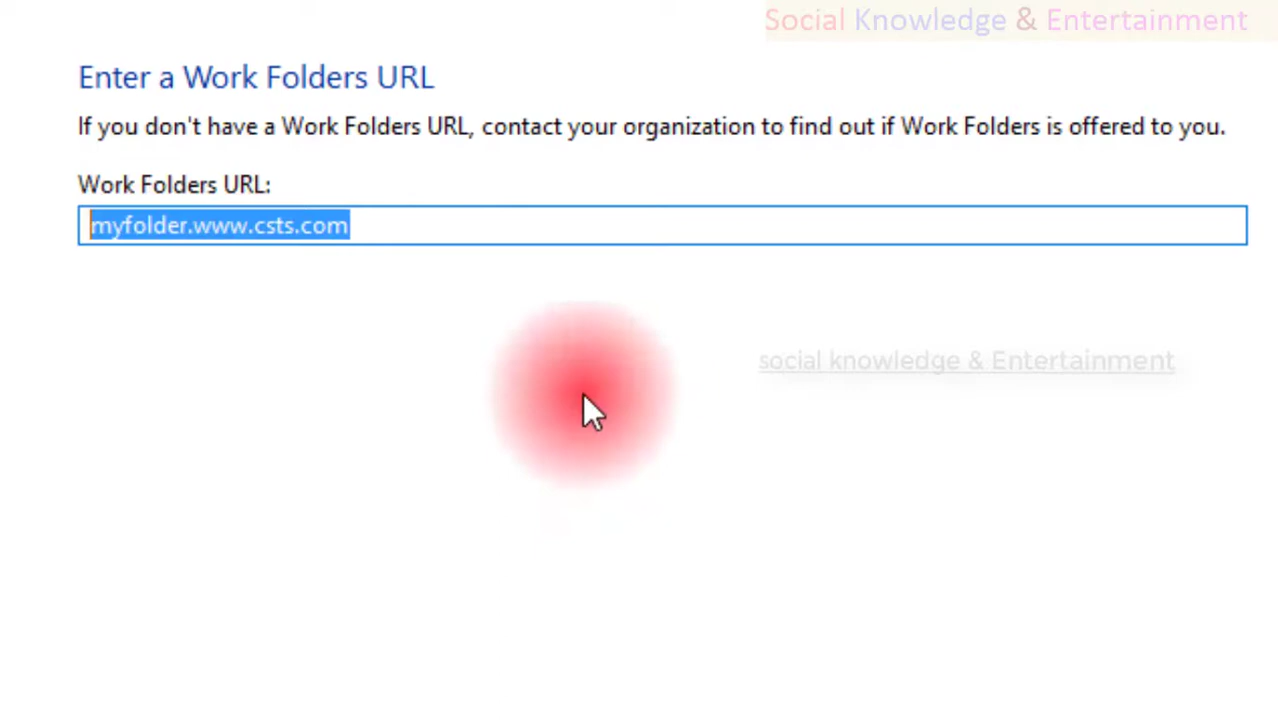 Social Knowledge & Entertainment
Enter a Work Folders URL
If you don't have a Work Folders URL, contact your organization to find out if Work Folders is offered to you.
Work Folders URL:
myfolder.www.csts.com
social knowledge & Entertainment